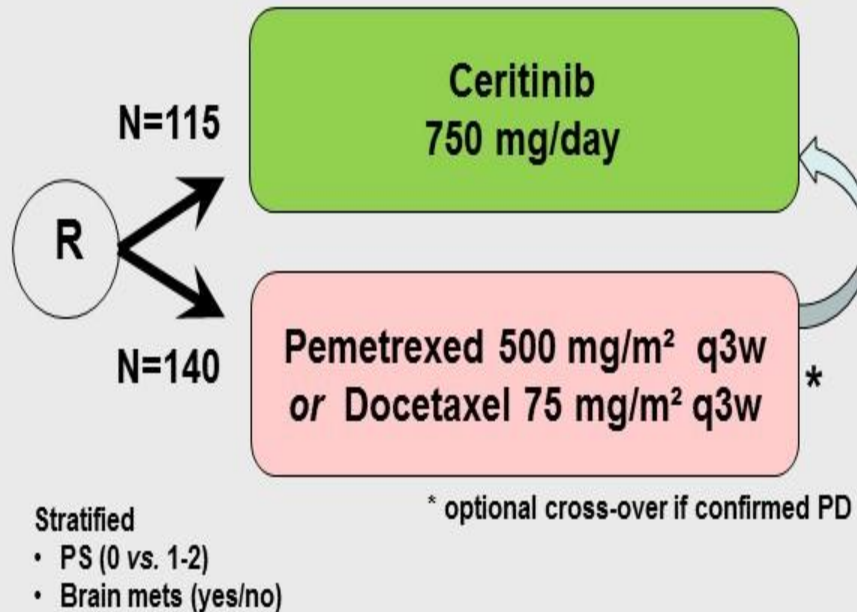 Ceritinib
750 mg/day
N=115
R
N=140
Pemetrexed 500 mg/m² q3w
or Docetaxel 75 mg/m² q3w
*
* optional cross-over if confirmed PD
Stratified
• PS (0 vs. 1-2)
• Brain mets (yes/no)